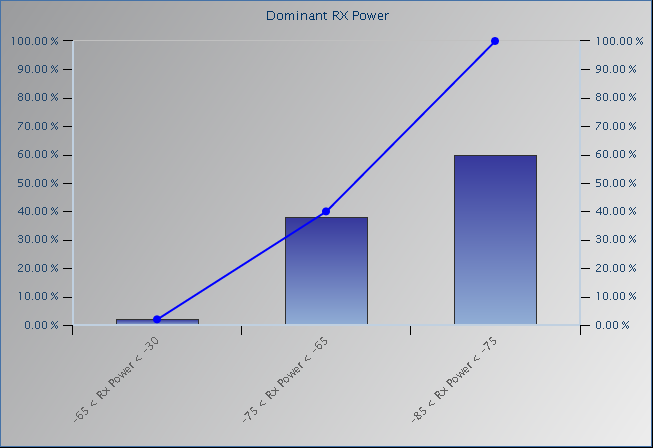 Dominant RX Power
100.00 % 100.00 %
90.00 % 90.00 %
80.00 % 80.00 %
70.00 % 70.00 %
60.00 % 60.00 %
50.00 % 50.00 %
40.00 % 40.00 %
30.00 % 30.00 %
20.00 % 20.00 %
10.00 % 10.00 %
0.00 % 0.00 %
-65 < Rx Power < -30
-75 < Rx Power < -65
-85 < Rx Power < -75